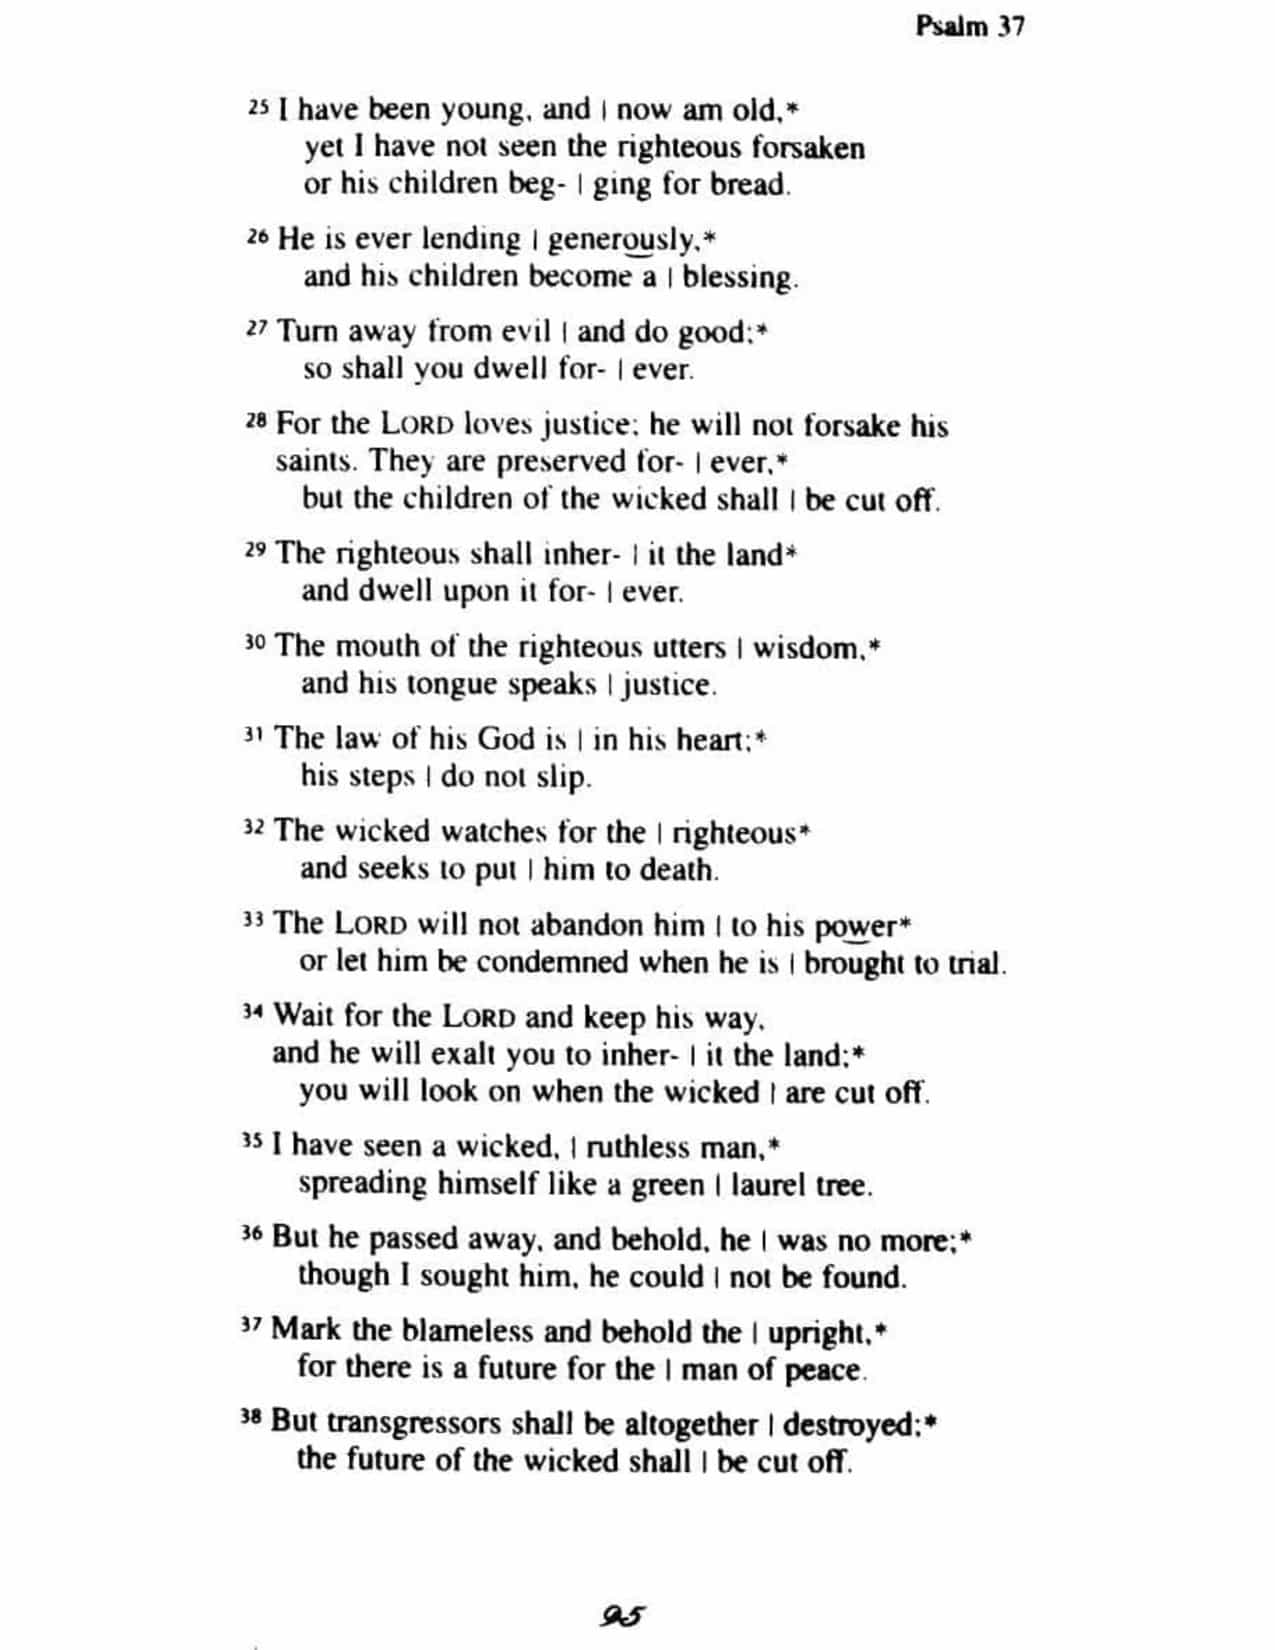 Psalm 37
25 I have been young, and | now am old,*
yet I have not seen the righteous forsaken
or his children beg- | ging for bread.
26 He is ever lending | generously,*
and his children become a | blessing.
27 Turn away from evil | and do good;*
so shall you dwell for- | ever.
28 For the LORD loves justice; he will not forsake his
saints. They are preserved for- | ever,*
but the children of the wicked shall | be cut off.
29 The righteous shall inher- | it the land*
and dwell upon it for- | ever.
30 The mouth of the righteous utters | wisdom,*
and his tongue speaks | justice.
31 The law of his God is | in his heart;*
his steps | do not slip.
32 The wicked watches for the | righteous*
and seeks to put | him to death.
33 The LORD will not abandon him | to his power*
or let him be condemned when he is | brought to trial.
34 Wait for the LORD and keep his way,
and he will exalt you to inher- | it the land;*
you will look on when the wicked | are cut off.
35 I have seen a wicked, | ruthless man,*
spreading himself like a green | laurel tree.
36 But he passed away, and behold, he | was no more;*
though I sought him, he could | not be found.
37 Mark the blameless and behold the | upright,*
for there is a future for the | man of peace.
38 But transgressors shall be altogether | destroyed;*
the future of the wicked shall | be cut off.